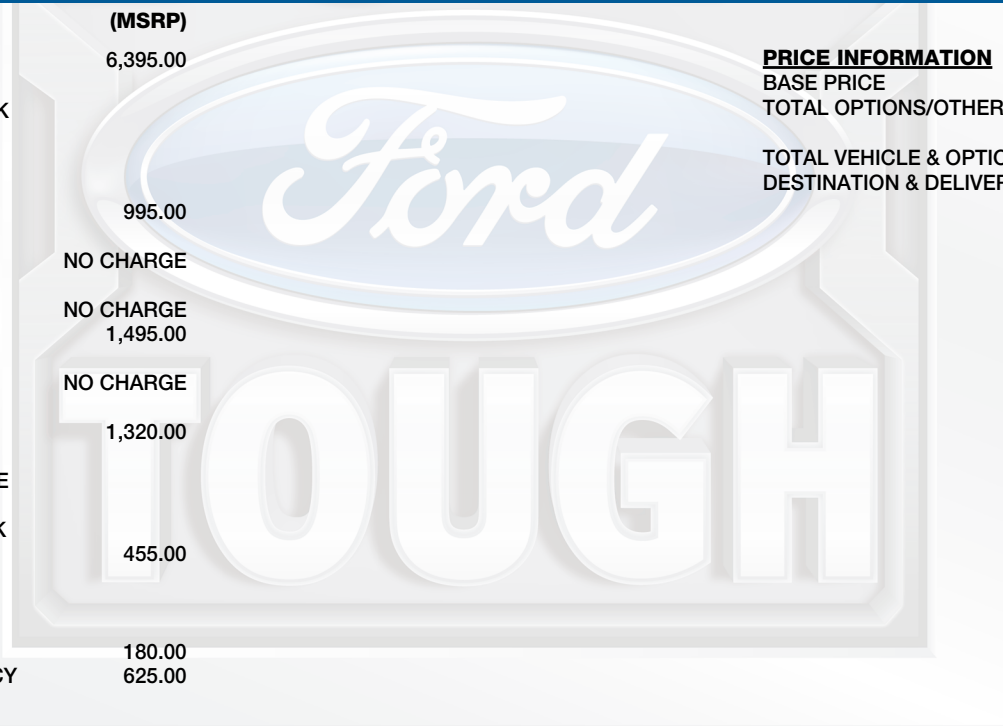 (MSRP)
6,395.00
K
995.00
NO CHARGE
NO CHARGE
1,495.00
NO CHARGE
1,320.00
E
K
455.00
180.00
CY 625.00
PRICE INFORMATION
BASE PRICE
TOTAL OPTIONS/OTHER
TOTAL VEHICLE & OPTIO
DESTINATION & DELIVER
Ford
TOUGH